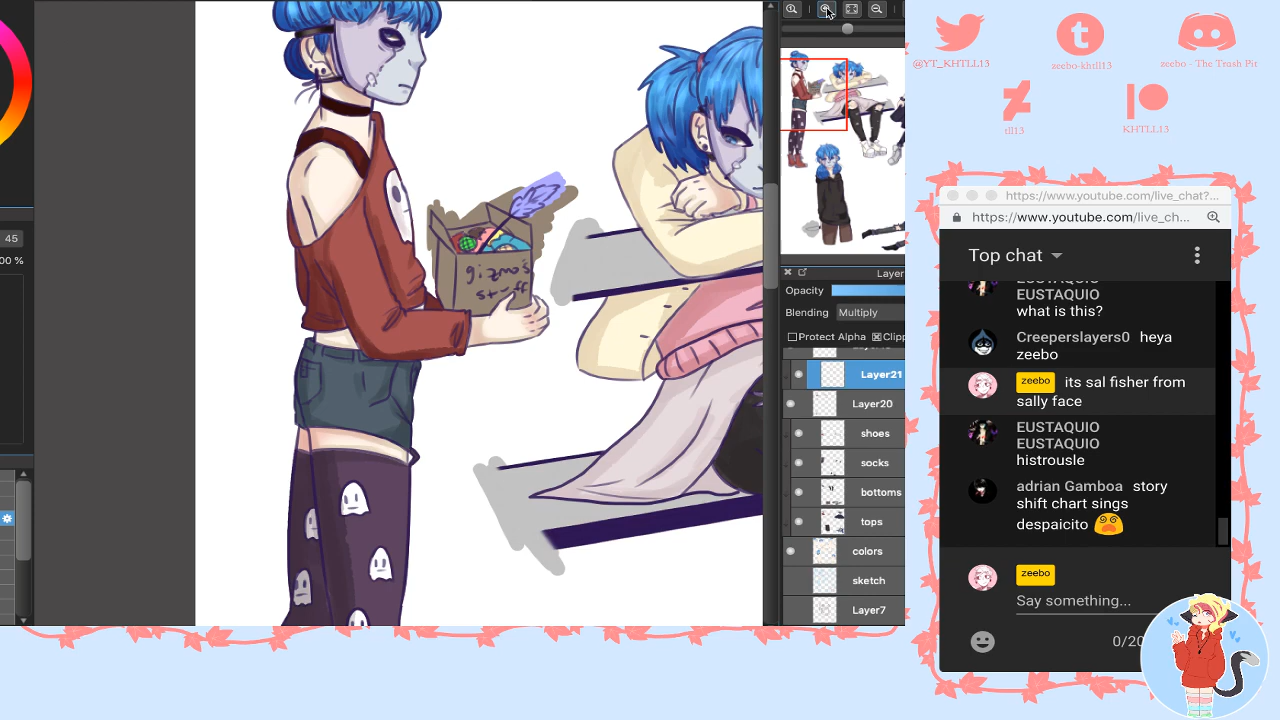 @YT_KHTLL13
zeebo-khtll13
zeebo - The Trash Pit
tll13
KHTLL13
https://www.youtube.com/live_chat?...
https://www.youtube.com/live_ch...
Top chat
EUSTAQUIO
what is this?
Creeperslayers0 heya
zeebo
zeebo its sal fisher from
sally face
EUSTAQUIO
EUSTAQUIO
histrousle
adrian Gamboa story
shift chart sings
despaicito
zeebo
Say something...
0/20
gizmo's
stuff
45
00 %
Layer
Opacity
Blending Multiply
Protect Alpha Clipp
Layer21
Layer20
shoes
socks
bottoms
tops
colors
sketch
Layer7